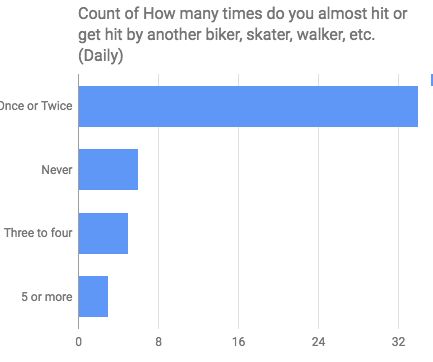 Count of How many times do you almost hit or
get hit by another biker, skater, walker, etc.
(Daily)
Once or Twice
Never
Three to four
5 or more
0 8 16 24 32